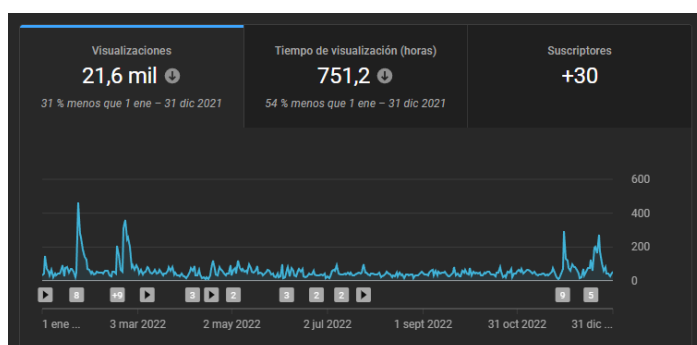 Visualizaciones
21,6 mil
31 % menos que 1 ene – 31 dic 2021
Tiempo de visualización (horas)
751,2
54 % menos que 1 ene – 31 dic 2021
Suscriptores
+30
600
400
200
0
8 +9 3 2 3 2 2 9 5
1 ene ... 3 mar 2022 2 may 2022 2 jul 2022 1 sept 2022 31 oct 2022 31 dic ...